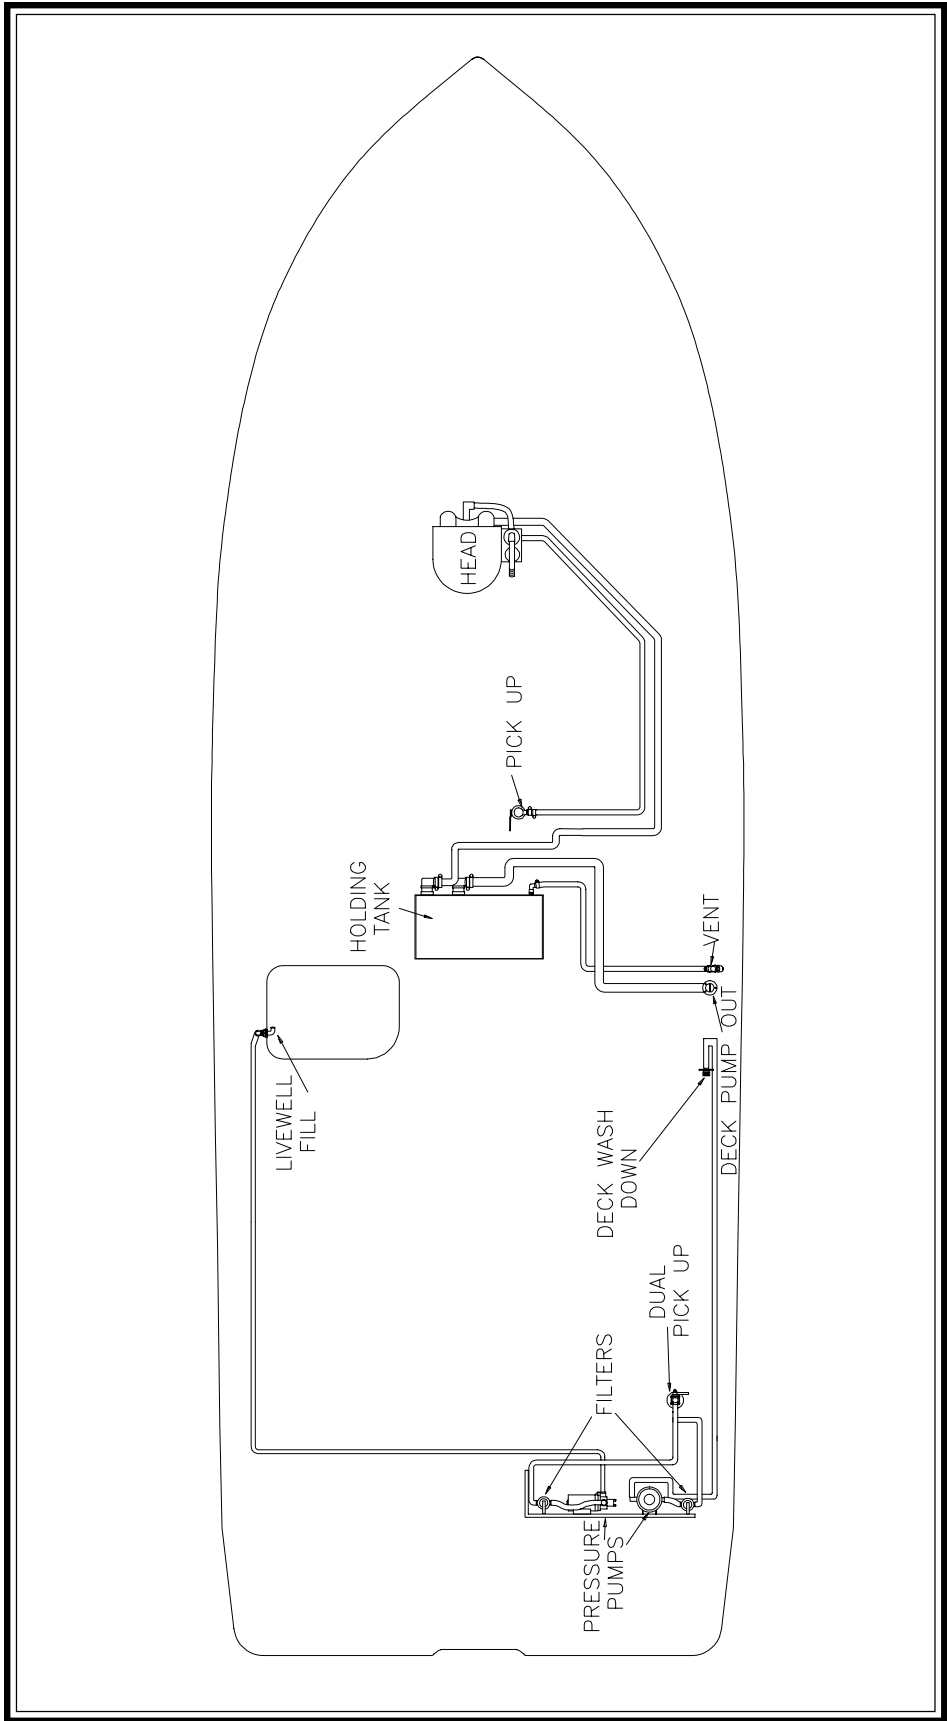 HEAD
PICK UP
HOLDING
TANK
VENT
DECK PUMP OUT
LIVEWELL
FILL
DECK WASH
DOWN
DUAL
PICK UP
FILTERS
PRESSURE
PUMPS